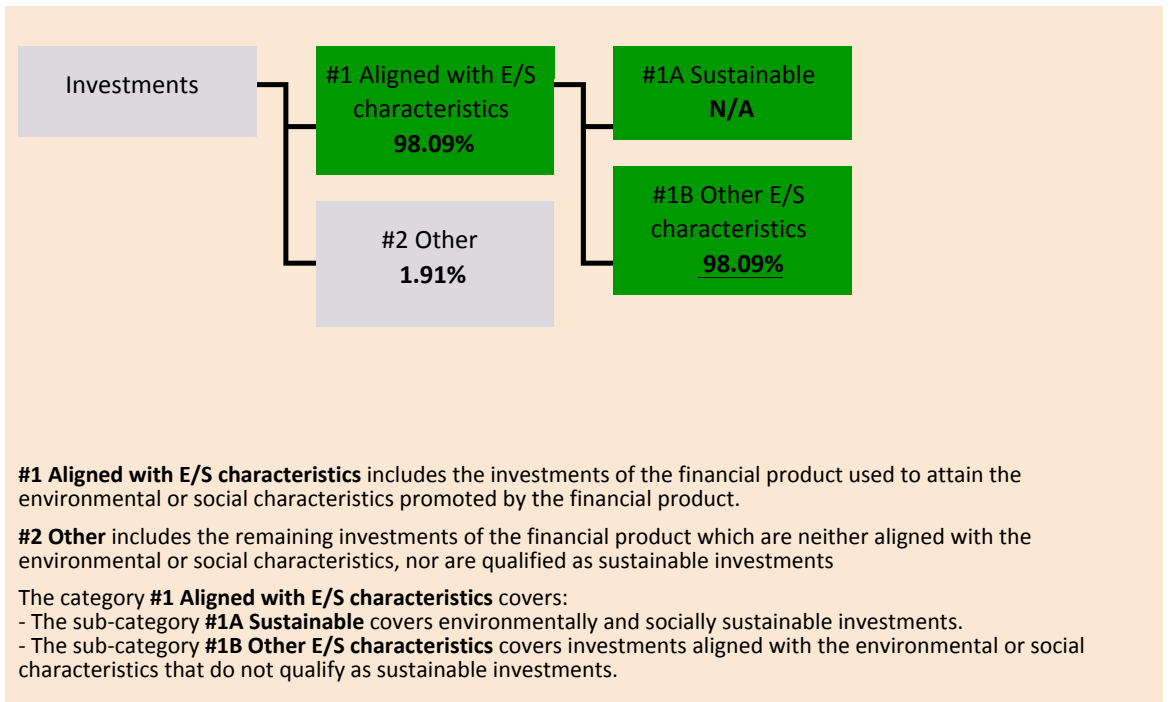 Investments
#1 Aligned with E/S
characteristics
98.09%
#2 Other
1.91%
#1A Sustainable
N/A
#1B Other E/S
characteristics
98.09%
#1 Aligned with E/S characteristics includes the investments of the financial product used to attain the
environmental or social characteristics promoted by the financial product.
#2 Other includes the remaining investments of the financial product which are neither aligned with the
environmental or social characteristics, nor are qualified as sustainable investments
The category #1 Aligned with E/S characteristics covers:
- The sub-category #1A Sustainable covers environmentally and socially sustainable investments.
- The sub-category #1B Other E/S characteristics covers investments aligned with the environmental or social
characteristics that do not qualify as sustainable investments.